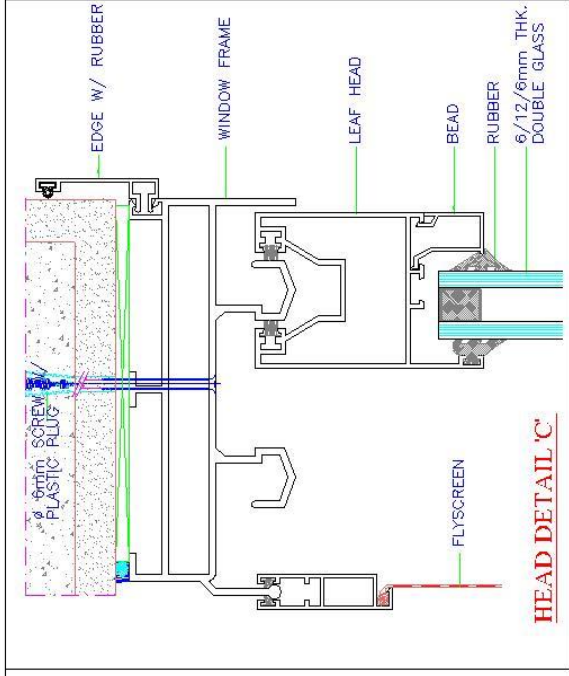 EDGE W/ RUBBER
WINDOW FRAME
LEAF HEAD
BEAD
RUBBER
6/12/6mm THK.
DOUBLE GLASS
ø 6mm SCREW W/
PLASTIC PLUG
FLYSCREEN
HEAD DETAIL 'C'